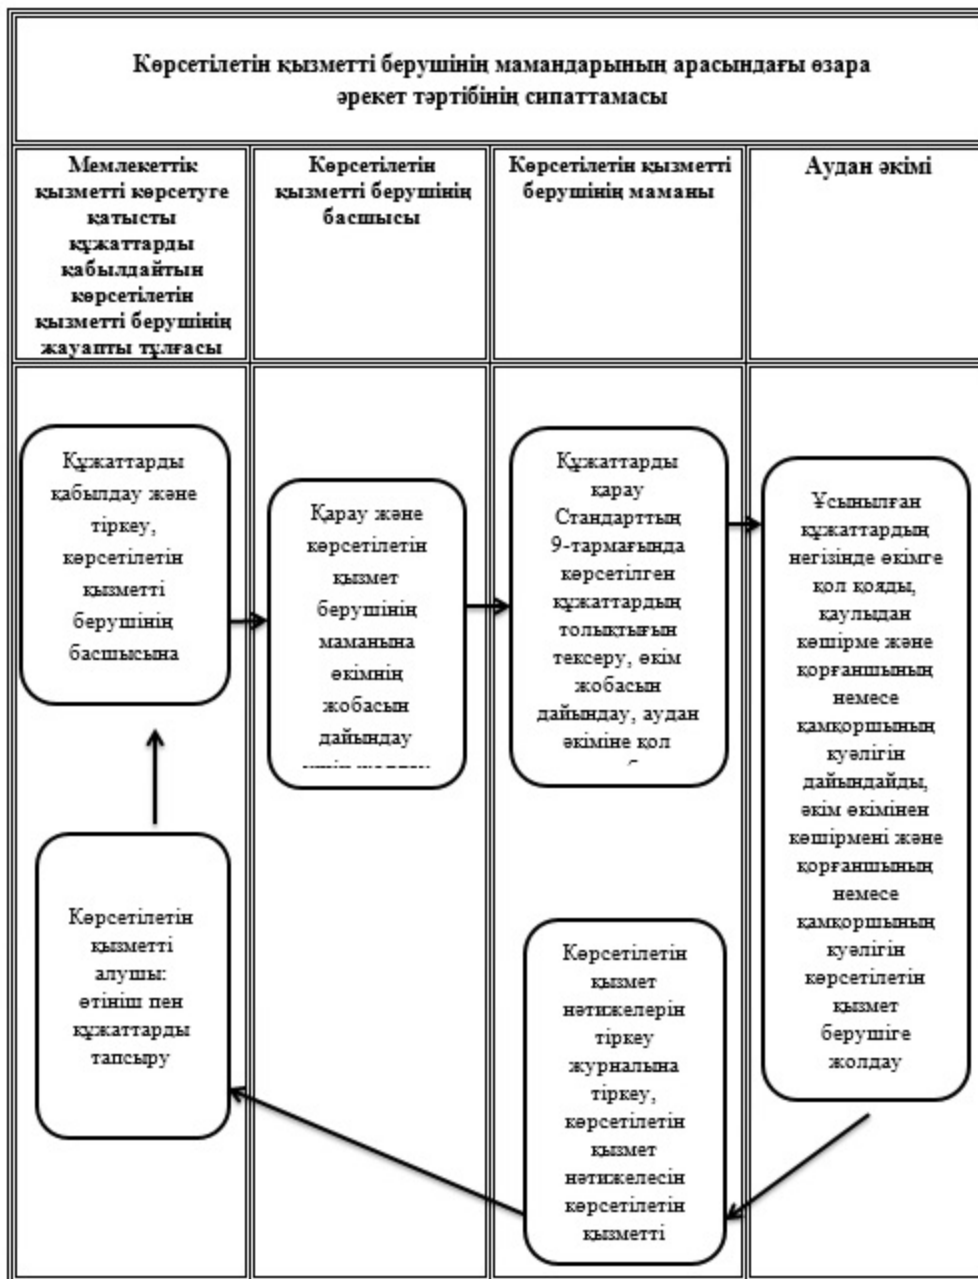 Көрсетілетін қызметті берушінің мамандарының арасындағы өзара
әрекет тәртібінің сипаттамасы
Мемлекеттік
қызметті көрсетуге
қатысты
құжаттарды
қабылдайтын
көрсетілетін
қызметті берушінің
жауапты тұлғасы
Көрсетілетін
қызметті берушінің
басшысы
Көрсетілетін қызметті
берушінің маманы
Аудан әкімі
Құжаттарды
қабылдау және
тіркеу,
көрсетілетін
қызметті
берушінің
басшысына
Қарау және
көрсетілетін
қызмет
берушінің
маманына
әкімнің
жобасын
дайындау
Құжаттарды
қарау
Стандарттың
9-тармағында
көрсетілген
құжаттардың
толықтығын
тексеру, әкім
жобасын
дайындау, аудан
әкіміне қол
Ұсынылған
құжаттардың
негізінде әкімге
қол қояды,
қаулыдан
көшірме және
қорғаншының
немесе
қамқоршының
куәлігін
дайындайды,
әкім әкімінен
көшірмені және
қорғаншының
немесе
қамқоршының
куәлігін
көрсетілетін
қызмет
берушіге
жолдау
Көрсетілетін
қызметті
алушы:
өтініш пен
құжаттарды
тапсыру
Көрсетілетін
қызмет
нәтижелерін
тіркеу
журналына
тіркеу,
көрсетілетін
қызмет
нәтижелесін
көрсетілетін
қызметті